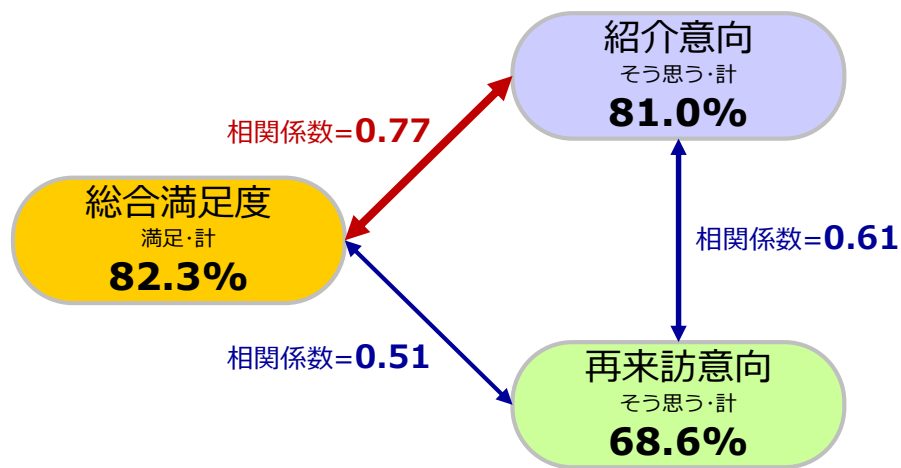 紹介意向
そう思う・計
81.0%
相関係数=0.77
総合満足度
満足・計
82.3%
相関係数=0.61
相関係数=0.51
再来訪意向
そう思う・計
68.6%